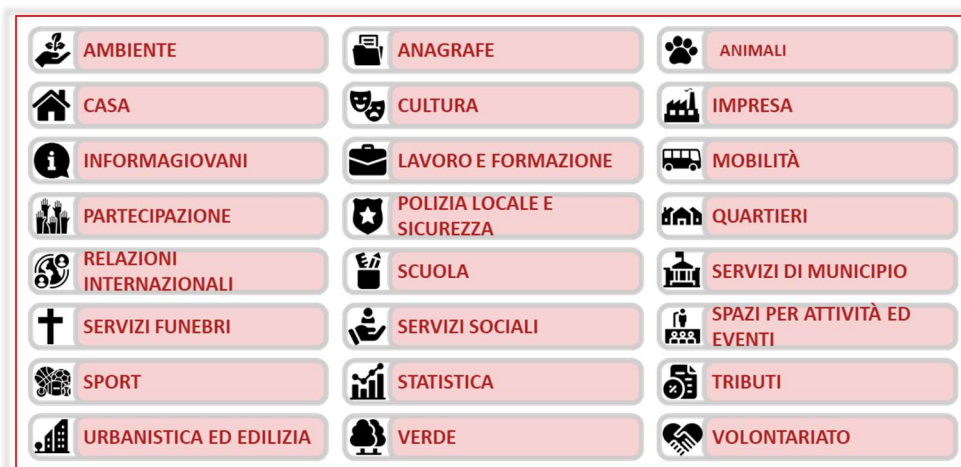 AMBIENTE
ANAGRAFE
ANIMALI
CASA
CULTURA
IMPRESA
INFORMAGIOVANI
LAVORO E FORMAZIONE
MOBILITÀ
PARTECIPAZIONE
POLIZIA LOCALE E
SICUREZZA
QUARTIERI
RELAZIONI
INTERNAZIONALI
SCUOLA
SERVIZI DI MUNICIPIO
SERVIZI FUNEBRI
SERVIZI SOCIALI
SPAZI PER ATTIVITÀ ED
EVENTI
SPORT
STATISTICA
TRIBUTI
URBANISTICA ED EDILIZIA
VERDE
VOLONTARIATO